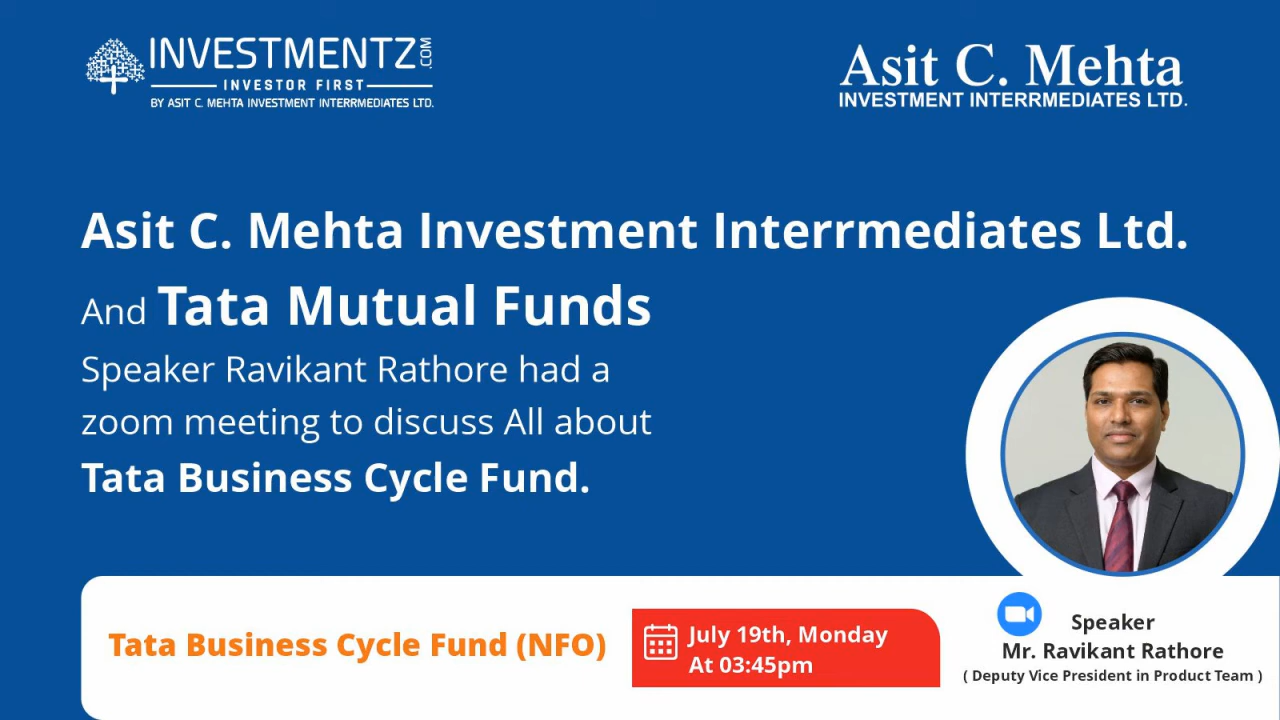 INVESTMENTZ.COM
INVESTOR FIRST
BY ASIT C. MEHTA INVESTMENT INTERRMEDIATES LTD.
Asit C. Mehta
INVESTMENT INTERRMEDIATES LTD.
Asit C. Mehta Investment Interrmediates Ltd.
And Tata Mutual Funds
Speaker Ravikant Rathore had a
zoom meeting to discuss All about
Tata Business Cycle Fund.
Tata Business Cycle Fund (NFO)
July 19th, Monday
At 03:45pm
Speaker
Mr. Ravikant Rathore
( Deputy Vice President in Product Team )